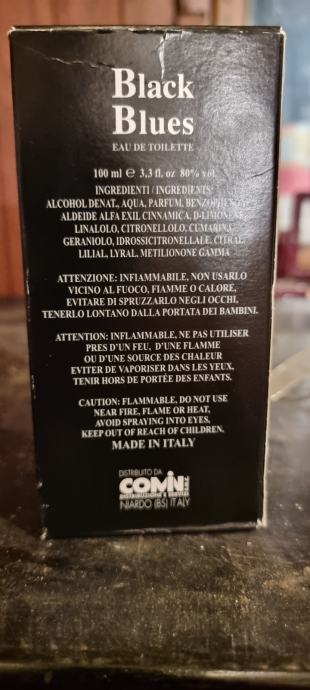 Black
Blues
EAU DE TOILETTE
100 ml ℮ 3,3 fl. oz 80% vol.
INGREDIENTI / INGREDIENTS:
ALCOHOL DENAT., AQUA, PARFUM, BENZOPHENONE
ALDEIDE ALFA EXIL CINNAMICA, D-LIMONENE,
LINALOLO, CITRONELLOLO, CUMARINA,
GERANIOLO, IDROSSICITRONELLALE, CITRAL,
LILIAL, LYRAL, METILIONONE GAMMA
ATTENZIONE: INFIAMMABILE, NON USARLO
VICINO AL FUOCO, FIAMME O CALORE,
EVITARE DI SPRUZZARLO NEGLI OCCHI,
TENERLO LONTANO DALLA PORTATA DEI BAMBINI.
ATTENTION: INFLAMMABLE, NE PAS UTILISER
PRES D'UN FEU, D'UNE FLAMME
OU D'UNE SOURCE DES CHALEUR
EVITER DE VAPORISER DANS LES YEUX,
TENIR HORS DE PORTÉE DES ENFANTS.
CAUTION: FLAMMABLE, DO NOT USE
NEAR FIRE, FLAME OR HEAT,
AVOID SPRAYING INTO EYES,
KEEP OUT OF REACH OF CHILDREN.
MADE IN ITALY
DISTRIBUITO DA
COMIN
DISTRIBUZIONE E SERVIZI
NIARDO (BS) ITALY